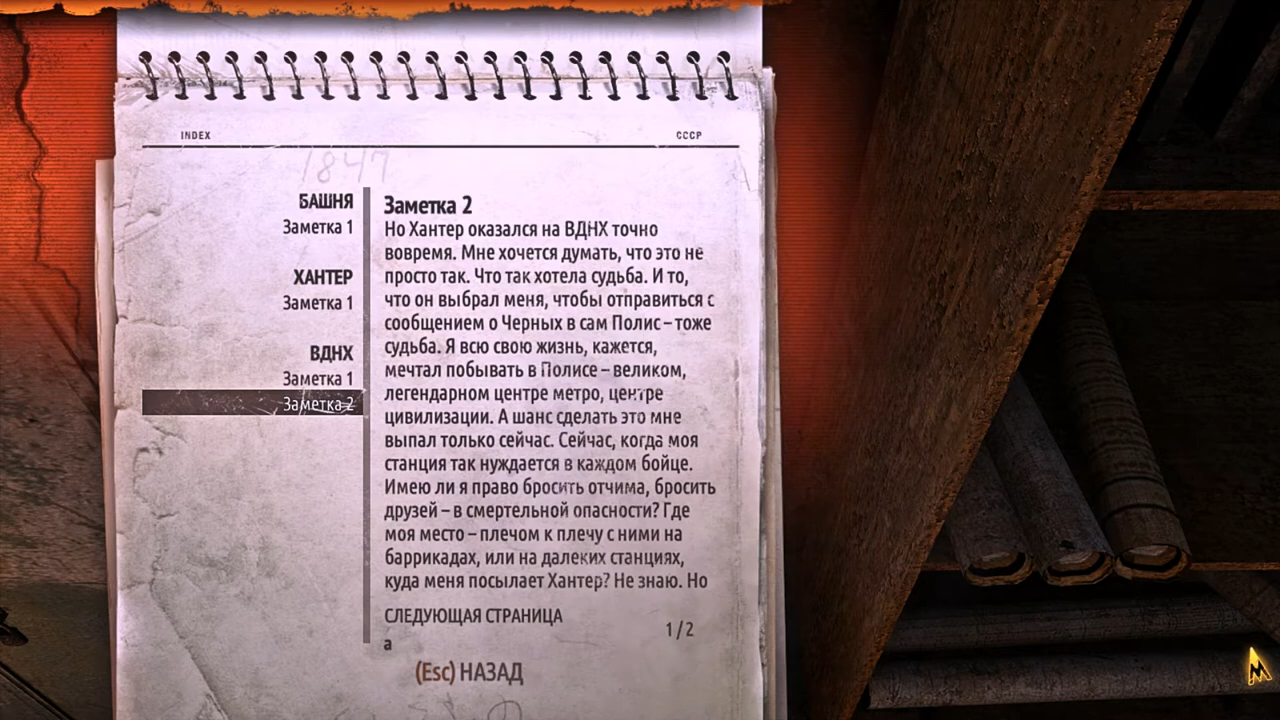 INDEX
СССР
1847
БАШНЯ
Заметка 1
ХАНТЕР
Заметка 1
ВДНХ
Заметка 1
Заметка 2
Заметка 2
Но Хантер оказался на ВДНХ точно
вовремя. Мне хочется думать, что это не
просто так. Что так хотела судьба. И то,
что он выбрал меня, чтобы отправиться с
сообщением о Черных в сам Полис – тоже
судьба. Я всю свою жизнь, кажется,
мечтал побывать в Полисе – великом,
легендарном центре метро, центре
цивилизации. А шанс сделать это мне
выпал только сейчас. Сейчас, когда моя
станция так нуждается в каждом бойце.
Имею ли я право бросить отчима, бросить
друзей – в смертельной опасности? Где
моя место – плечом к плечу с ними на
баррикадах, или на далеких станциях,
куда меня посылает Хантер? Не знаю. Но
СЛЕДУЮЩАЯ СТРАНИЦА
а
1 / 2
(Esc) НАЗАД